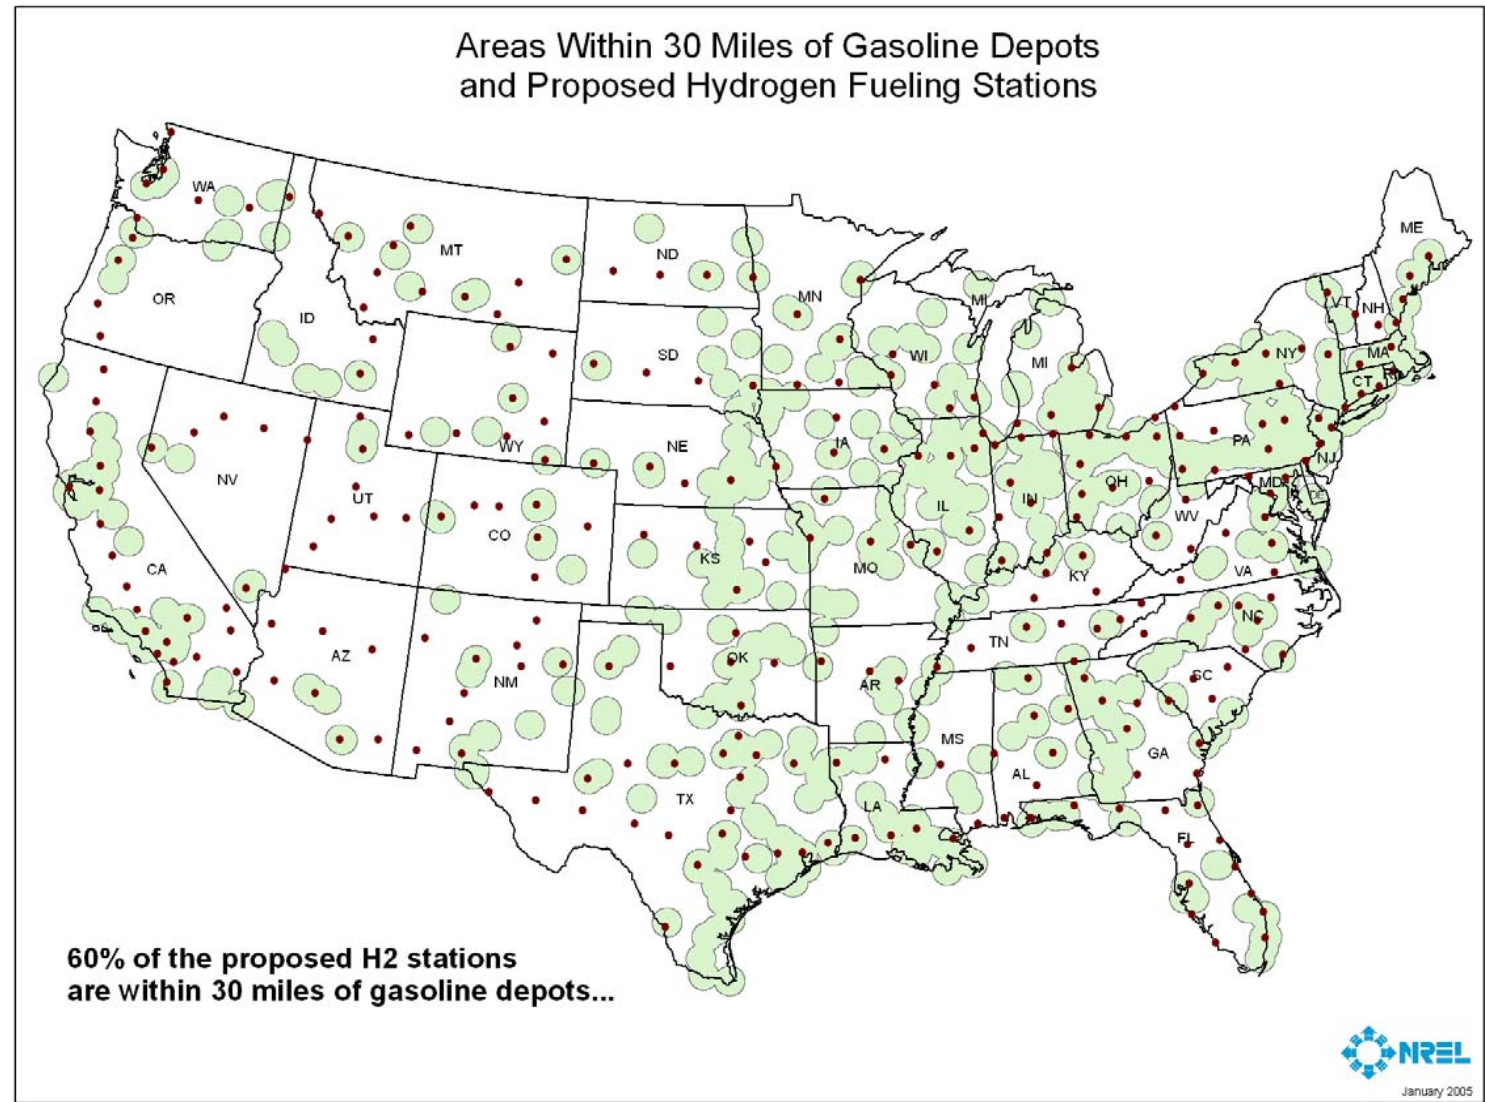 Areas Within 30 Miles of Gasoline Depots
and Proposed Hydrogen Fueling Stations
WA
MT
ND
ME
OR
ID
MN
MI
VT
NH
SD
WI
MI
NY
MA
CT
RI
WY
NE
IA
PA
NJ
NV
UT
CO
IL
IN
OH
MD
DE
WV
CA
KS
MO
KY
VA
AZ
NM
OK
AR
TN
NC
SC
TX
LA
MS
AL
GA
FL
60% of the proposed H2 stations
are within 30 miles of gasoline depots...
NREL
January 2005